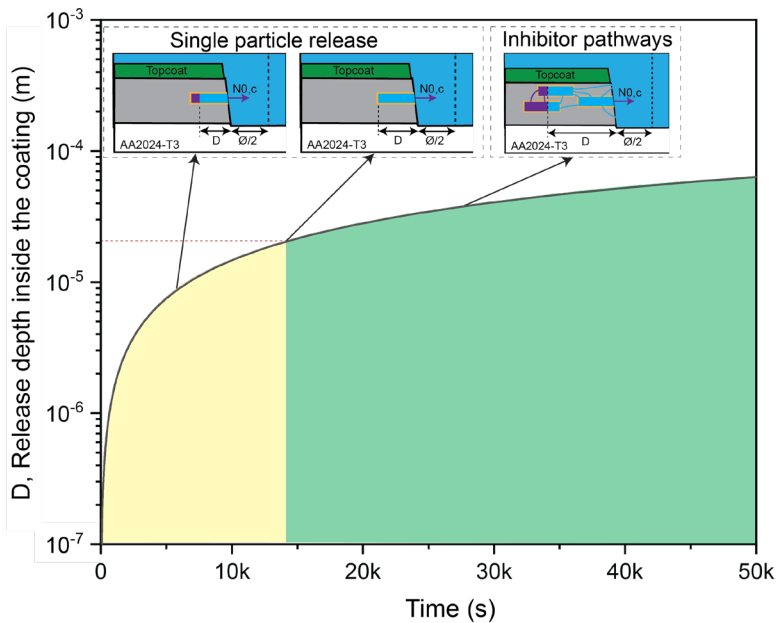 Single particle release
Inhibitor pathways
Topcoat
N0,c
D
Ø/2
AA2024-T3
Topcoat
N0,c
D
Ø/2
AA2024-T3
Topcoat
N0,c
D
Ø/2
AA2024-T3
D, Release depth inside the coating (m)
10⁻³
10⁻⁴
10⁻⁵
10⁻⁶
10⁻⁷
0
10k
20k
30k
40k
50k
Time (s)